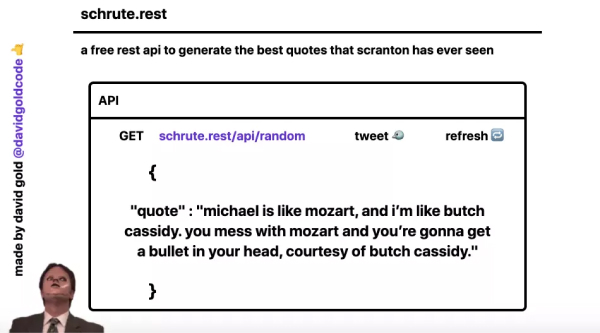 schrute.rest
a free rest api to generate the best quotes that scranton has ever seen
made by david gold @davidgoldcode
API
GET schrute.rest/api/random tweet refresh
{
"quote" : "michael is like mozart, and i’m like butch
cassidy. you mess with mozart and you’re gonna get
a bullet in your head, courtesy of butch cassidy."
}